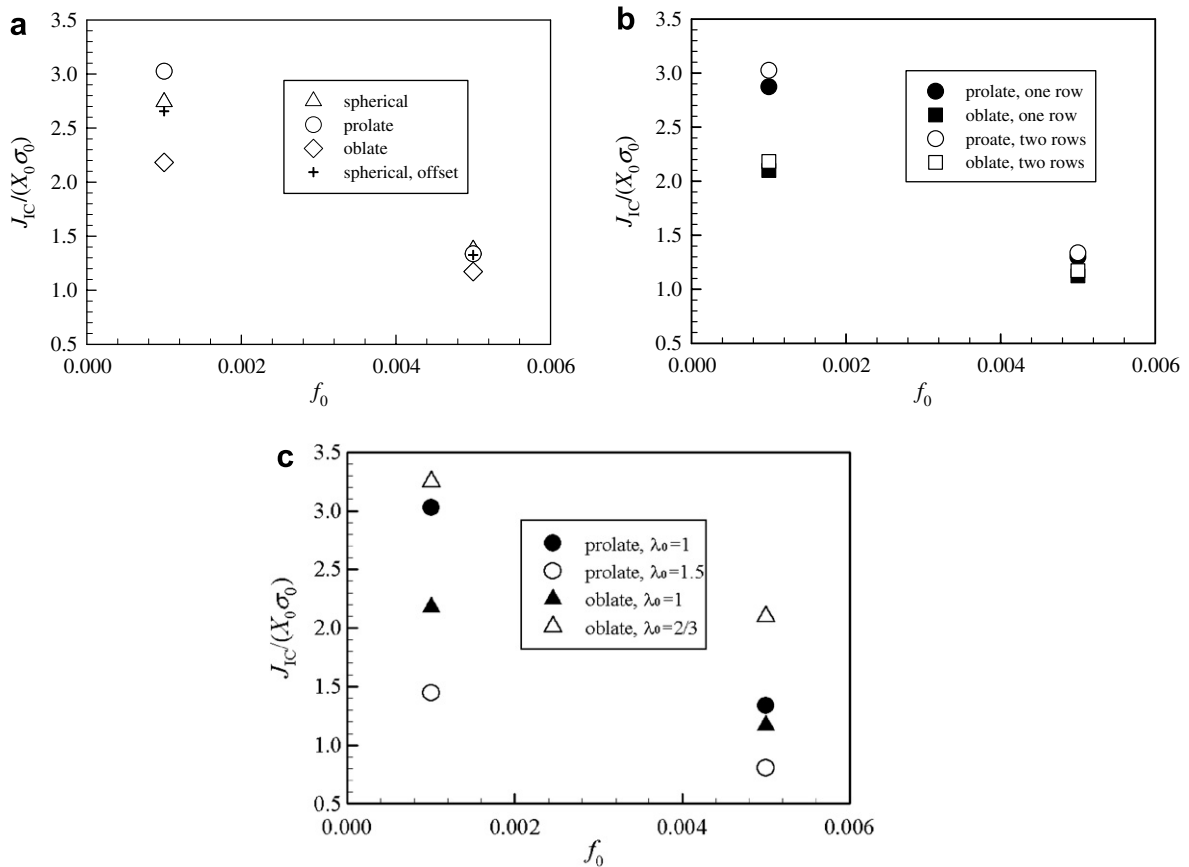 a
3.5
3.0
2.5
2.0
1.5
1.0
0.5
J_IC/(X_0σ_0)
spherical
prolate
oblate
spherical, offset
0.000
0.002
0.004
0.006
f_0
b
3.5
3.0
2.5
2.0
1.5
1.0
0.5
J_IC/(X_0σ_0)
prolate, one row
oblate, one row
proate, two rows
oblate, two rows
0.000
0.002
0.004
0.006
f_0
c
3.5
3.0
2.5
2.0
1.5
1.0
0.5
J_IC/(X_0σ_0)
prolate, λ_0=1
prolate, λ_0=1.5
oblate, λ_0=1
oblate, λ_0=2/3
0.000
0.002
0.004
0.006
f_0